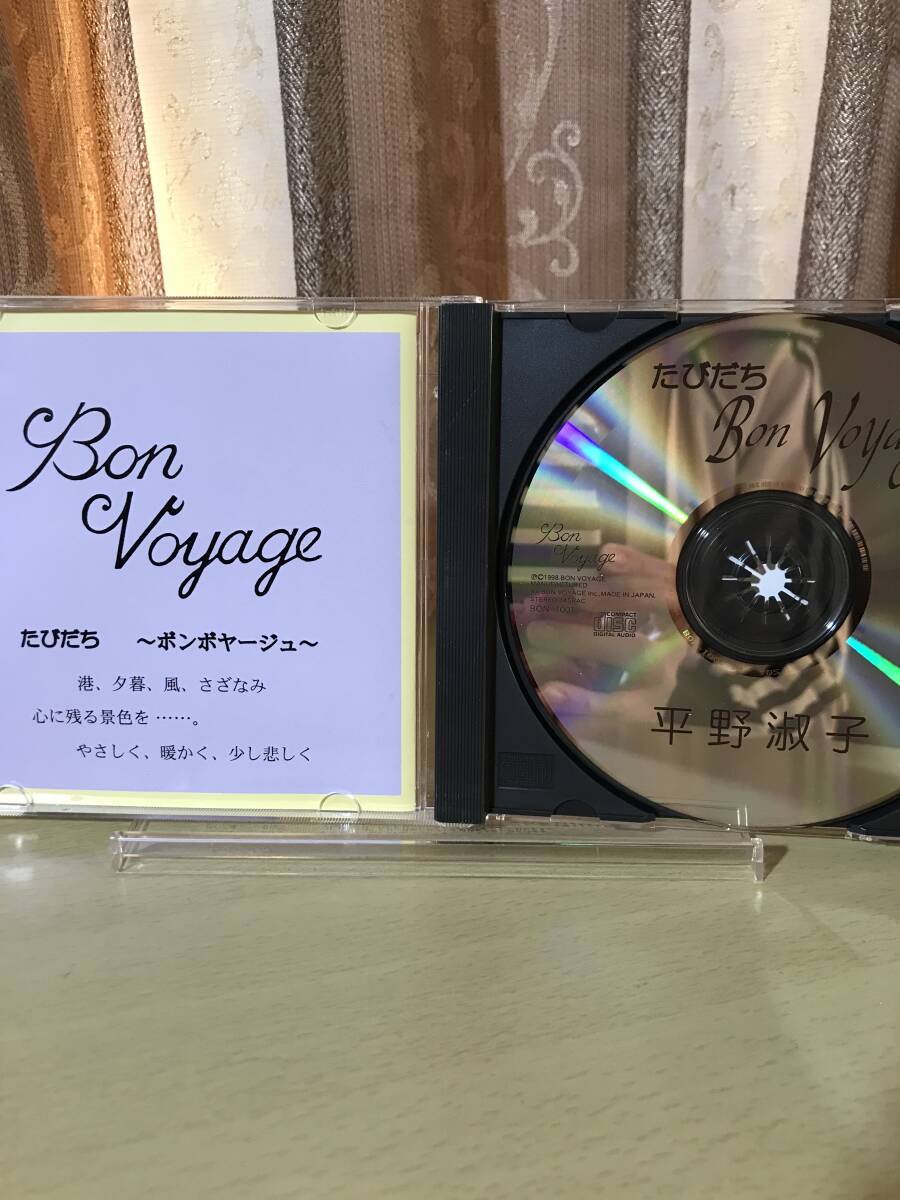 Bon
Voyage
たびだち ～ボンボヤージュ～
港、夕暮、風、さざなみ
心に残る景色を……。
やさしく、暖かく、少し悲しく
たびだち
Bon Voya
Bon
Voyage
℗©1998 BON VOYAGE
MANUFACTURED
BON VOYAGE Inc. MADE IN JAPAN.
STEREO
COMPACT
disc
DIGITAL AUDIO
平野淑子